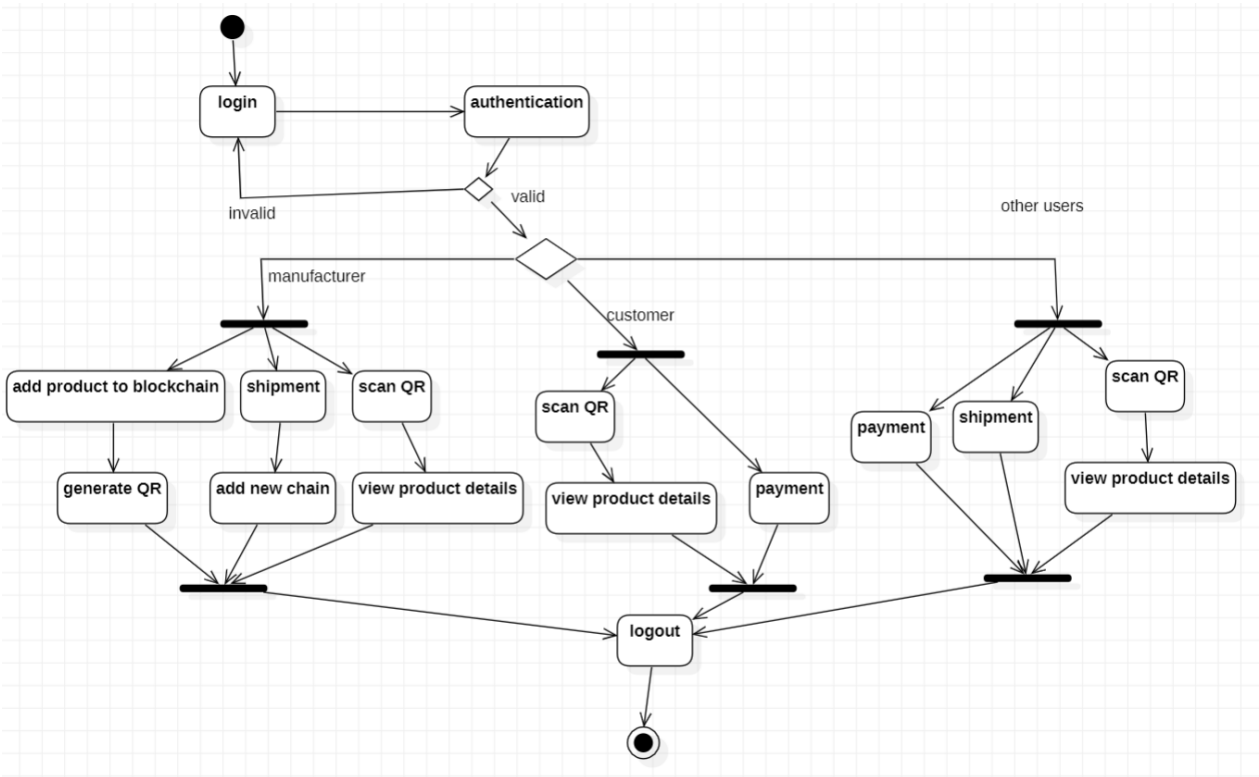 login
authentication
valid
invalid
other users
manufacturer
customer
add product to blockchain
shipment
scan QR
scan QR
payment
shipment
scan QR
generate QR
add new chain
view product details
view product details
payment
view product details
logout